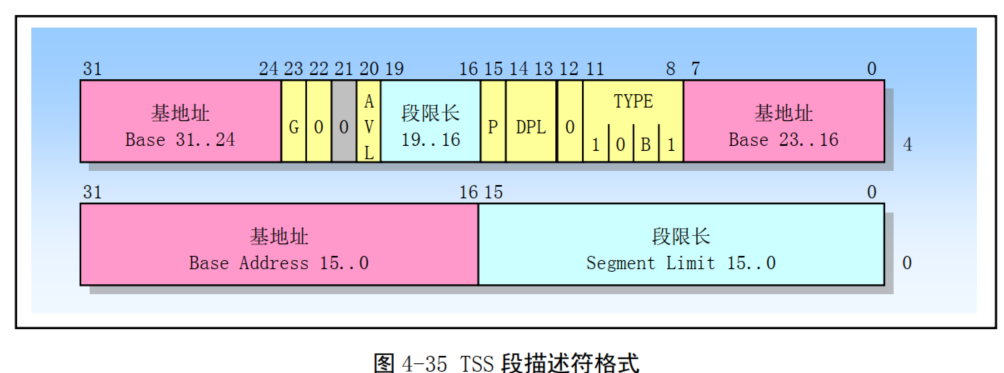 31 24 23 22 21 20 19 16 15 14 13 12 11 8 7 0
基地址
Base 31..24
G
0
0
A
V
L
段限长
19..16
P
DPL
0
TYPE
1 0 B 1
基地址
Base 23..16
4
31 16 15 0
基地址
Base Address 15..0
段限长
Segment Limit 15..0
0
图 4-35 TSS 段描述符格式